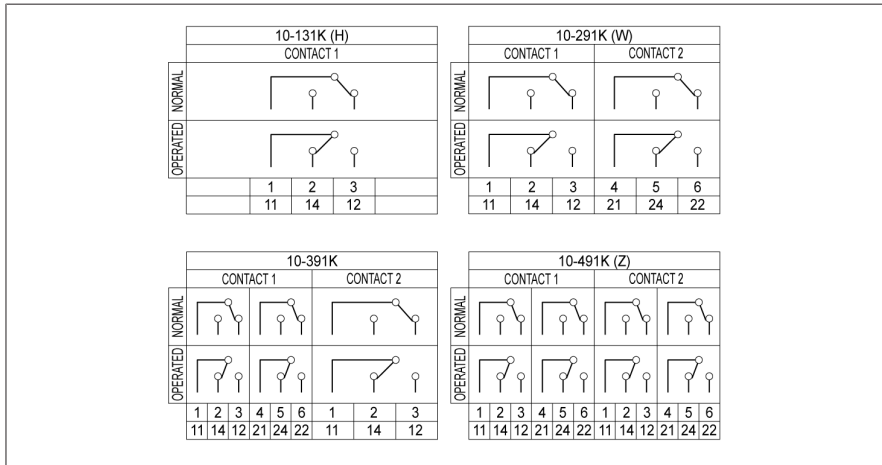 10-131K (H)
CONTACT 1
NORMAL
OPERATED
1 2 3
11 14 12
10-291K (W)
CONTACT 1 CONTACT 2
NORMAL
OPERATED
1 2 3 4 5 6
11 14 12 21 24 22
10-391K
CONTACT 1 CONTACT 2
NORMAL
OPERATED
1 2 3 4 5 6 1 2 3
11 14 12 21 24 22 11 14 12
10-491K (Z)
CONTACT 1 CONTACT 2
NORMAL
OPERATED
1 2 3 4 5 6 1 2 3 4 5 6
11 14 12 21 24 22 11 14 12 21 24 22